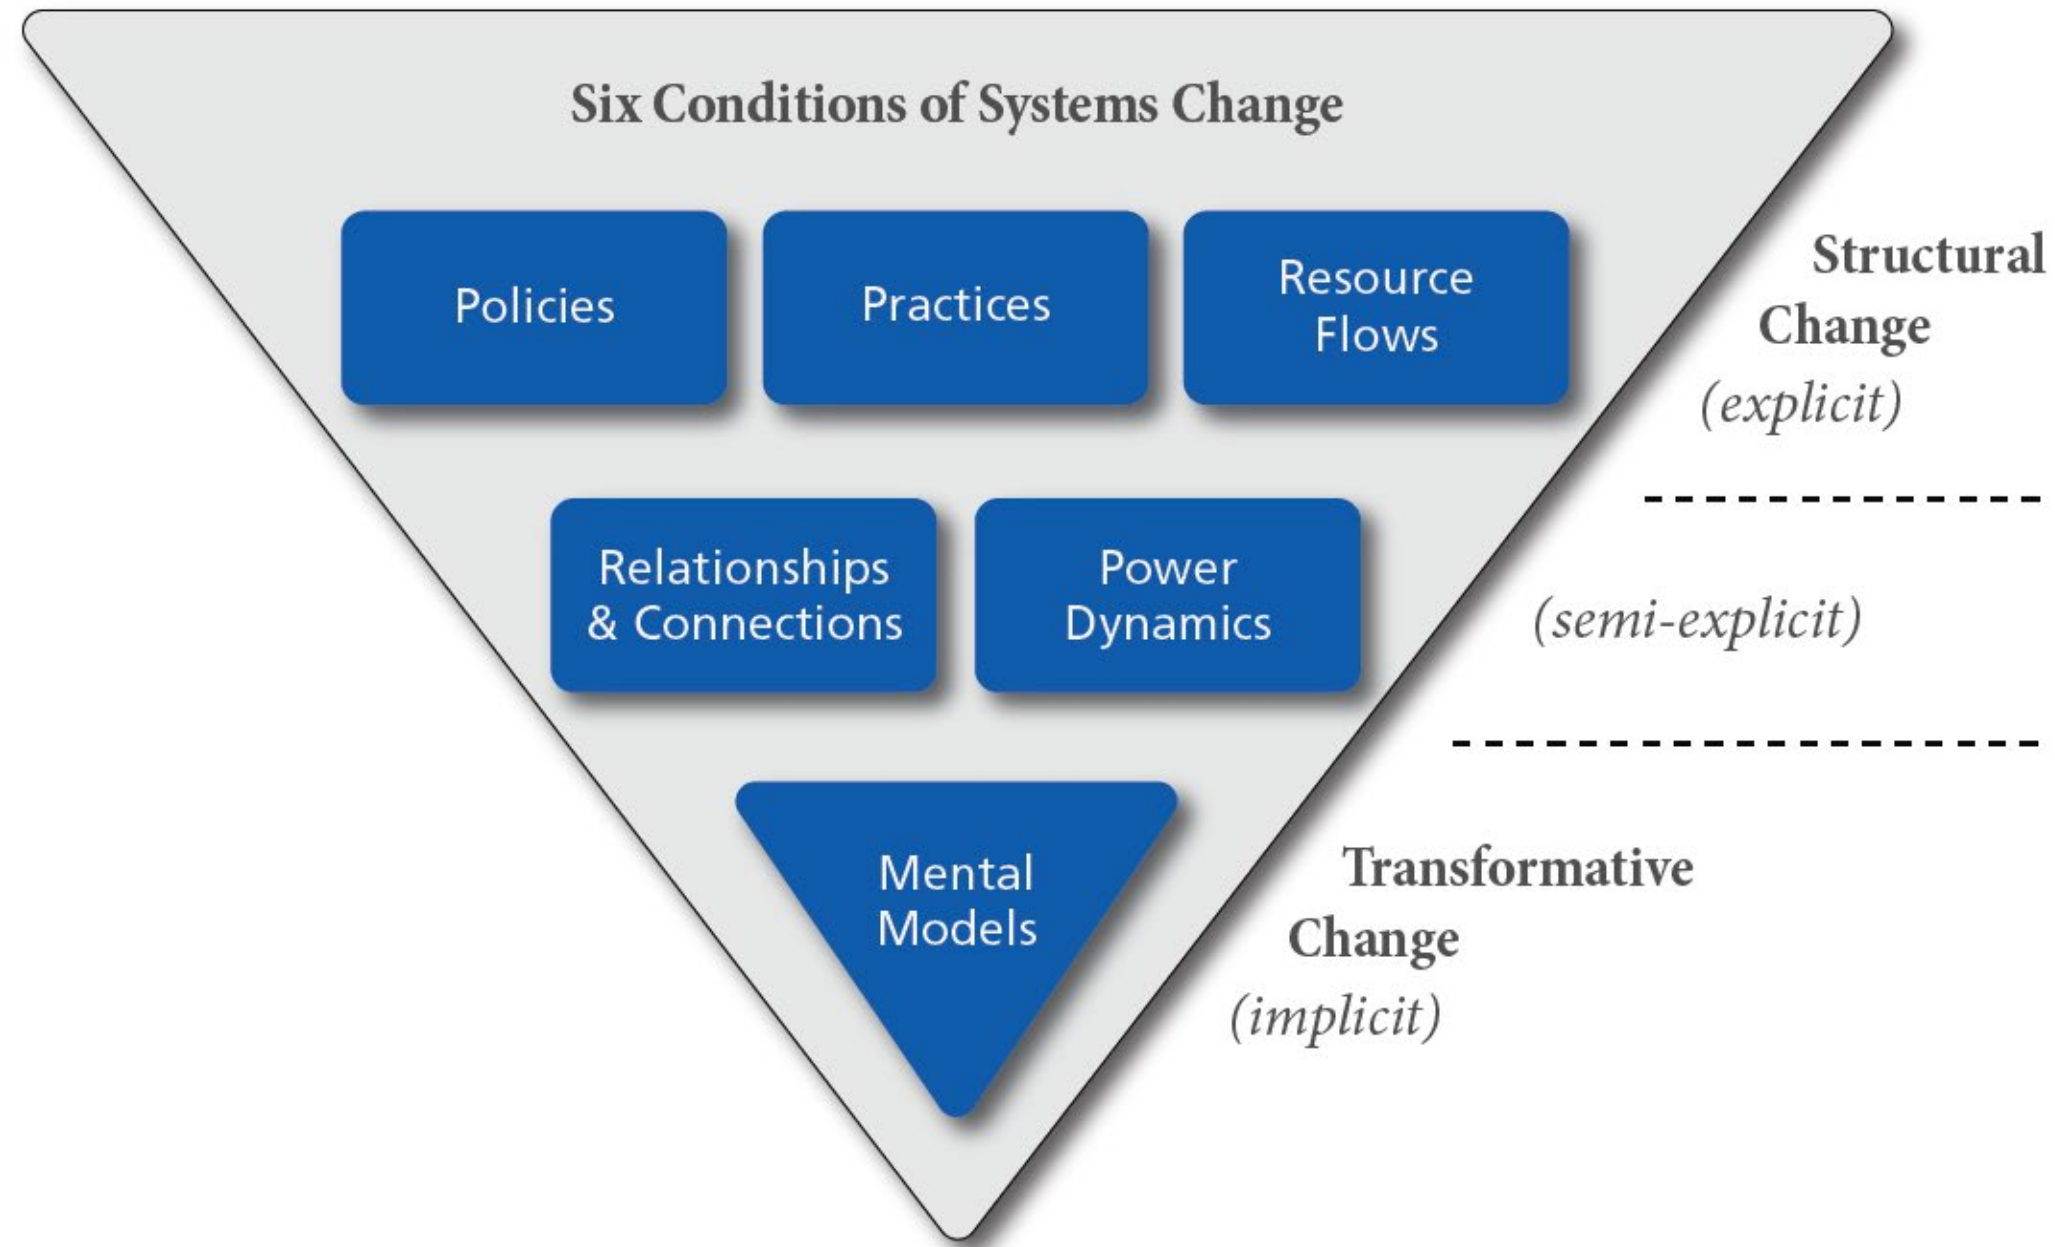 Six Conditions of Systems Change
Policies
Practices
Resource
Flows
Structural
Change
(explicit)
Relationships
& Connections
Power
Dynamics
(semi-explicit)
Mental
Models
Transformative
Change
(implicit)